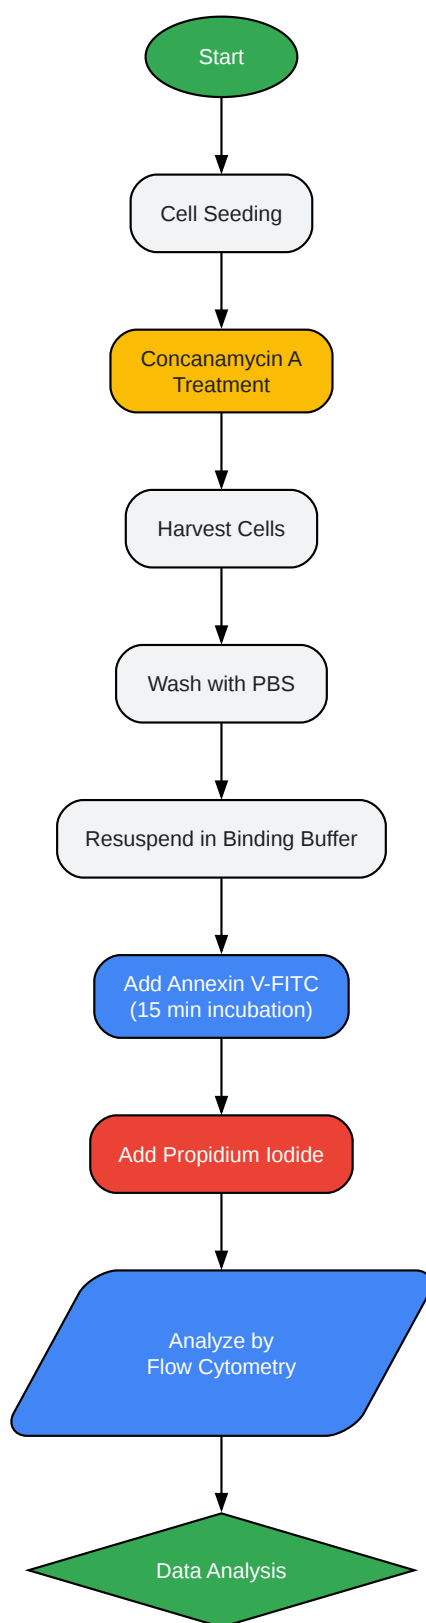 Start
Cell Seeding
Concanamycin A
Treatment
Harvest Cells
Wash with PBS
Resuspend in Binding Buffer
Add Annexin V-FITC
(15 min incubation)
Add Propidium Iodide
Analyze by
Flow Cytometry
Data Analysis